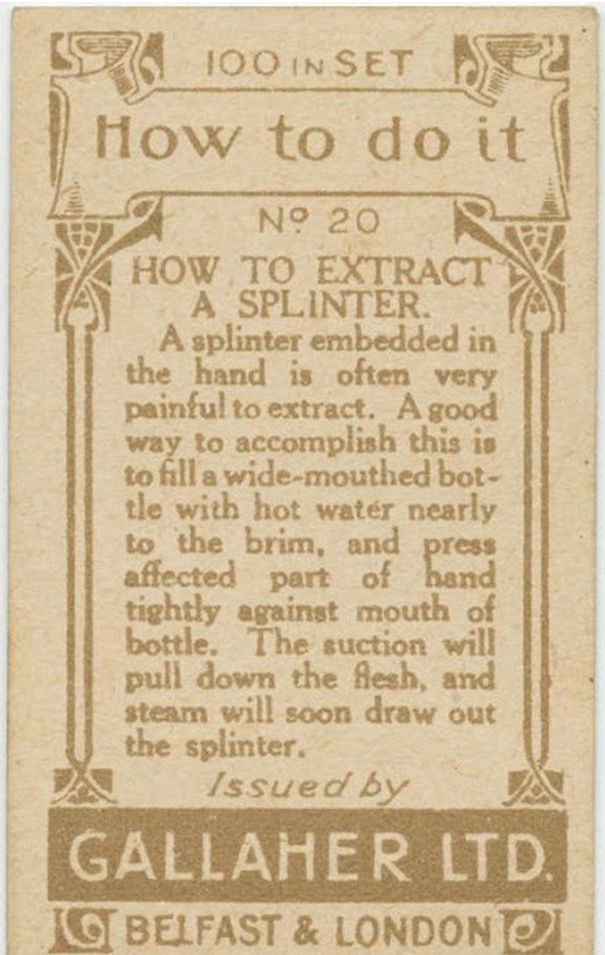 100 IN SET
How to do it
Nº 20
HOW TO EXTRACT
A SPLINTER.
A splinter embedded in
the hand is often very
painful to extract. A good
way to accomplish this is
to fill a wide-mouthed bot-
tle with hot water nearly
to the brim, and press
affected part of hand
tightly against mouth of
bottle. The suction will
pull down the flesh, and
steam will soon draw out
the splinter.
Issued by
GALLAHER LTD.
BELFAST & LONDON